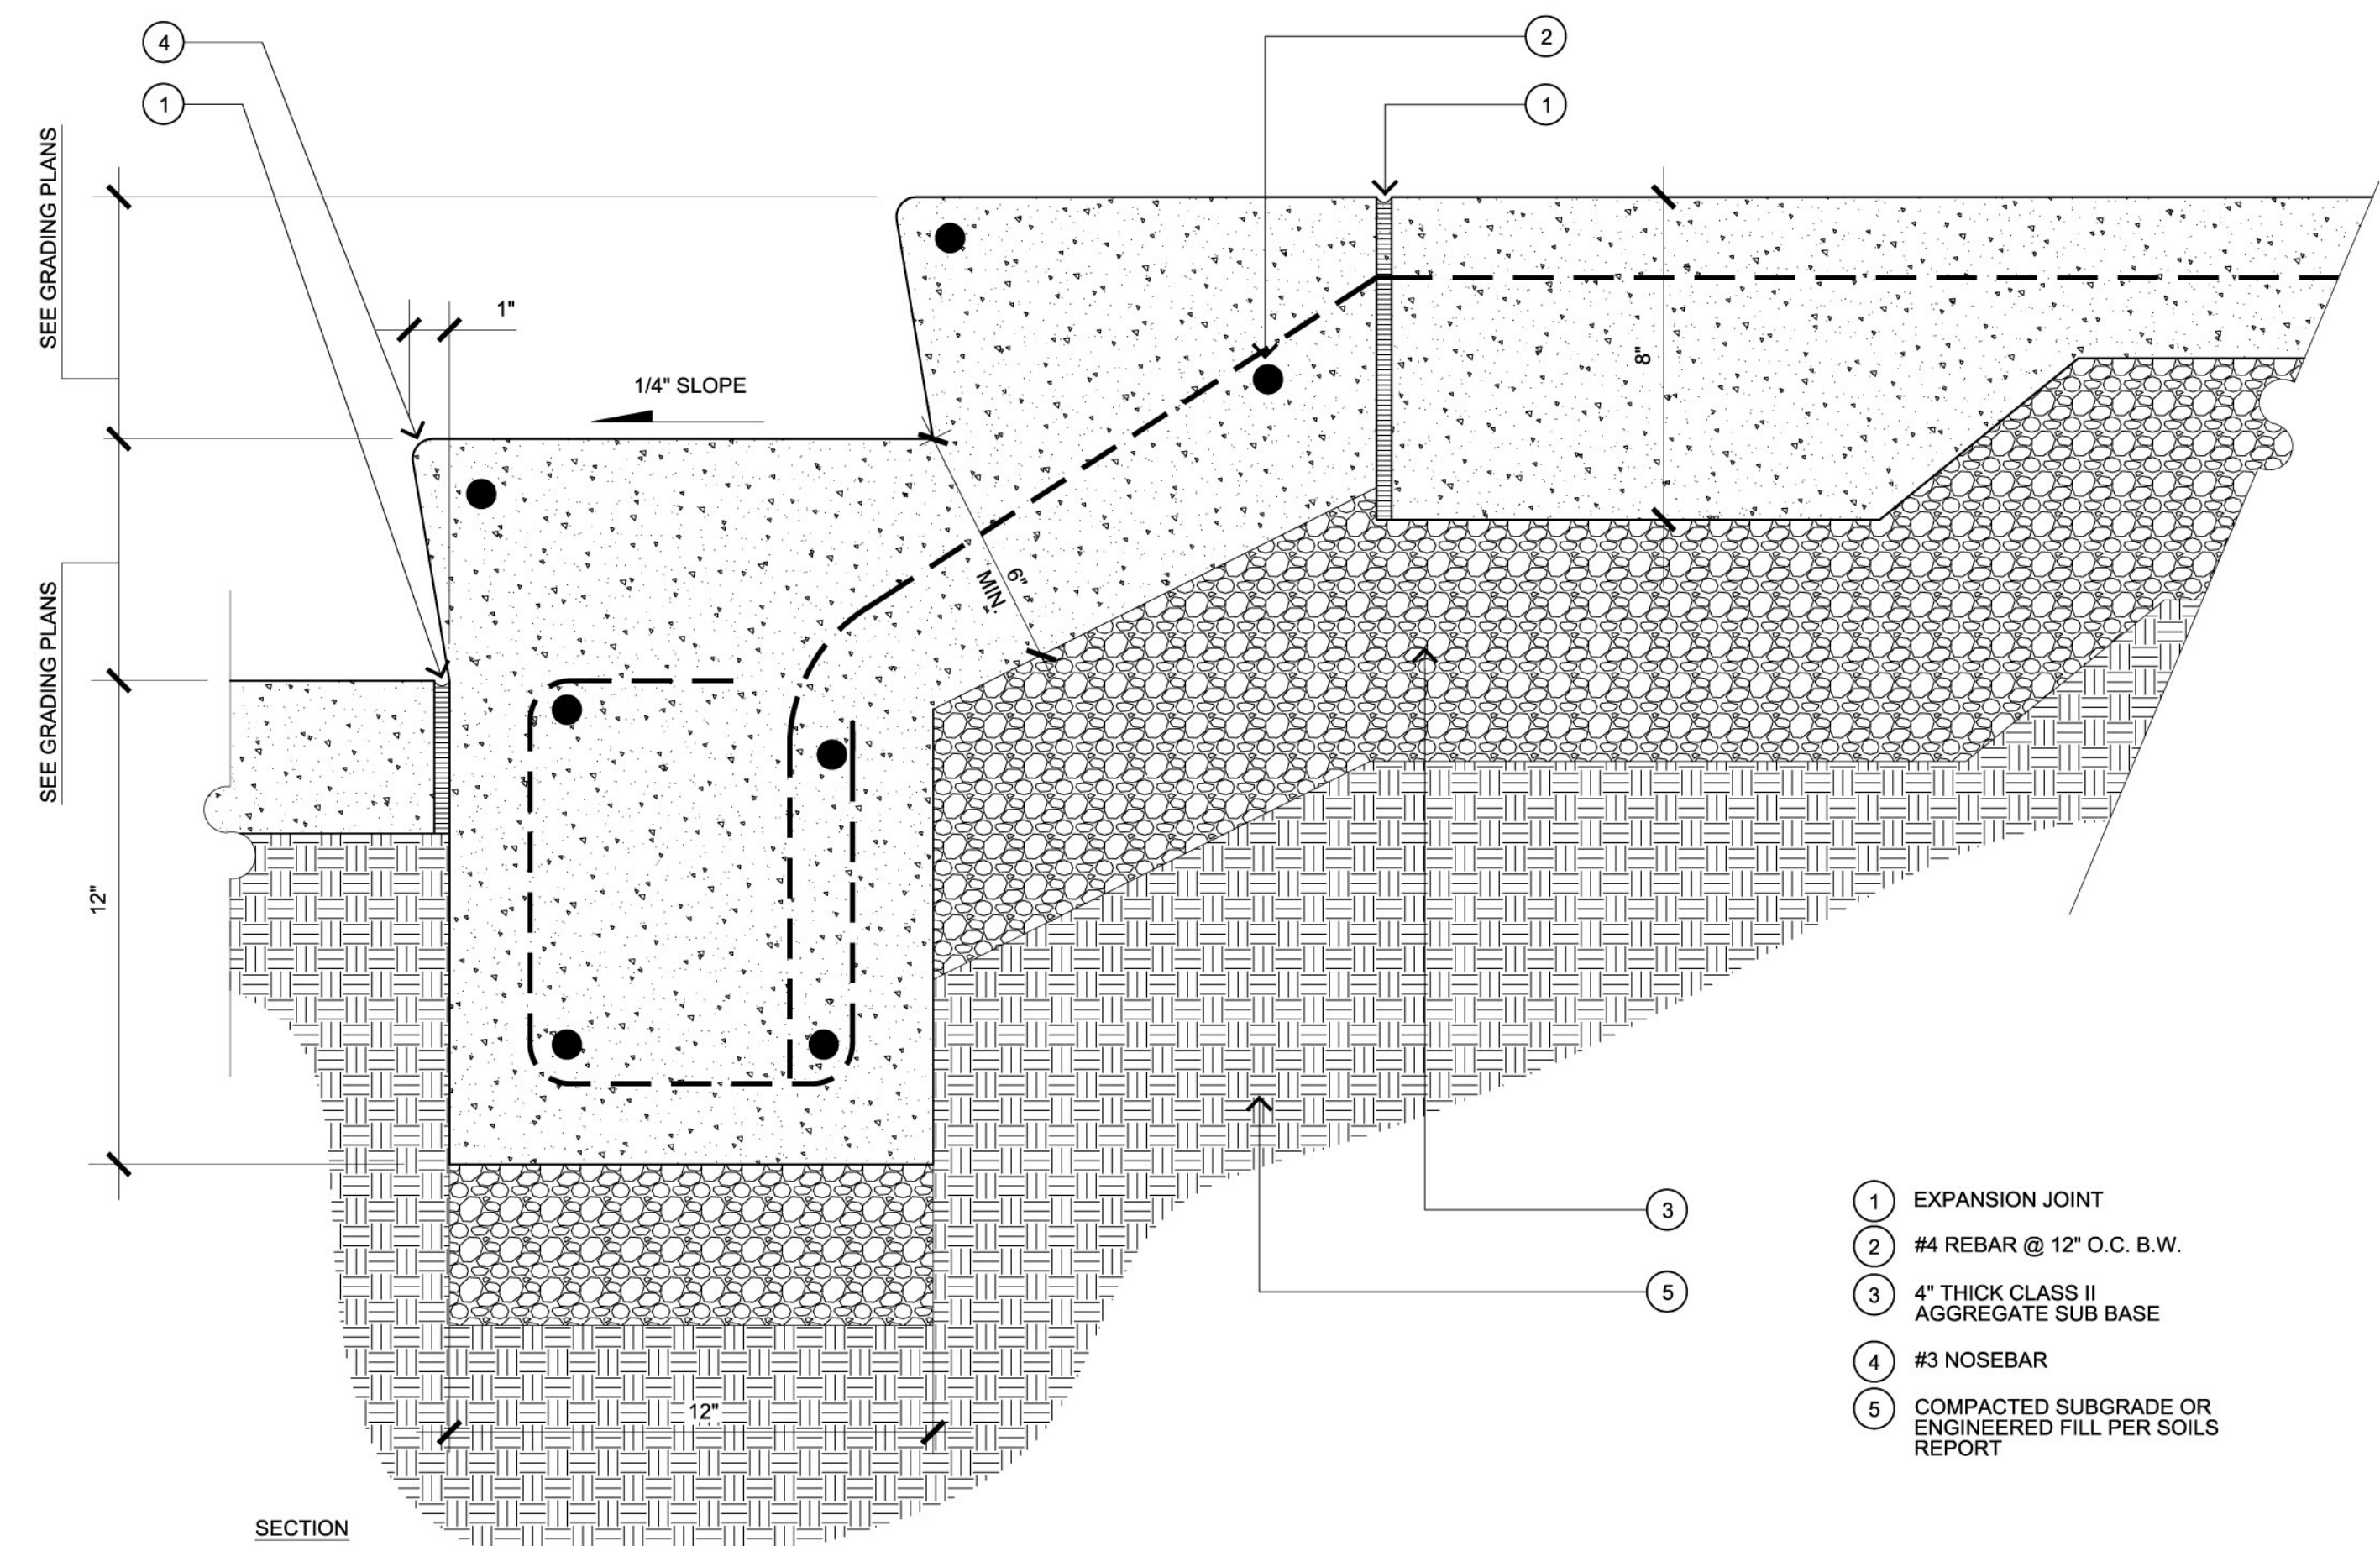 4
1
2
1
SEE GRADING PLANS
1"
1/4" SLOPE
8"
6"
MIN.
SEE GRADING PLANS
12"
3
5
12"
1 EXPANSION JOINT
2 #4 REBAR @ 12" O.C. B.W.
3 4" THICK CLASS II
AGGREGATE SUB BASE
4 #3 NOSEBAR
5 COMPACTED SUBGRADE OR
ENGINEERED FILL PER SOILS
REPORT
SECTION